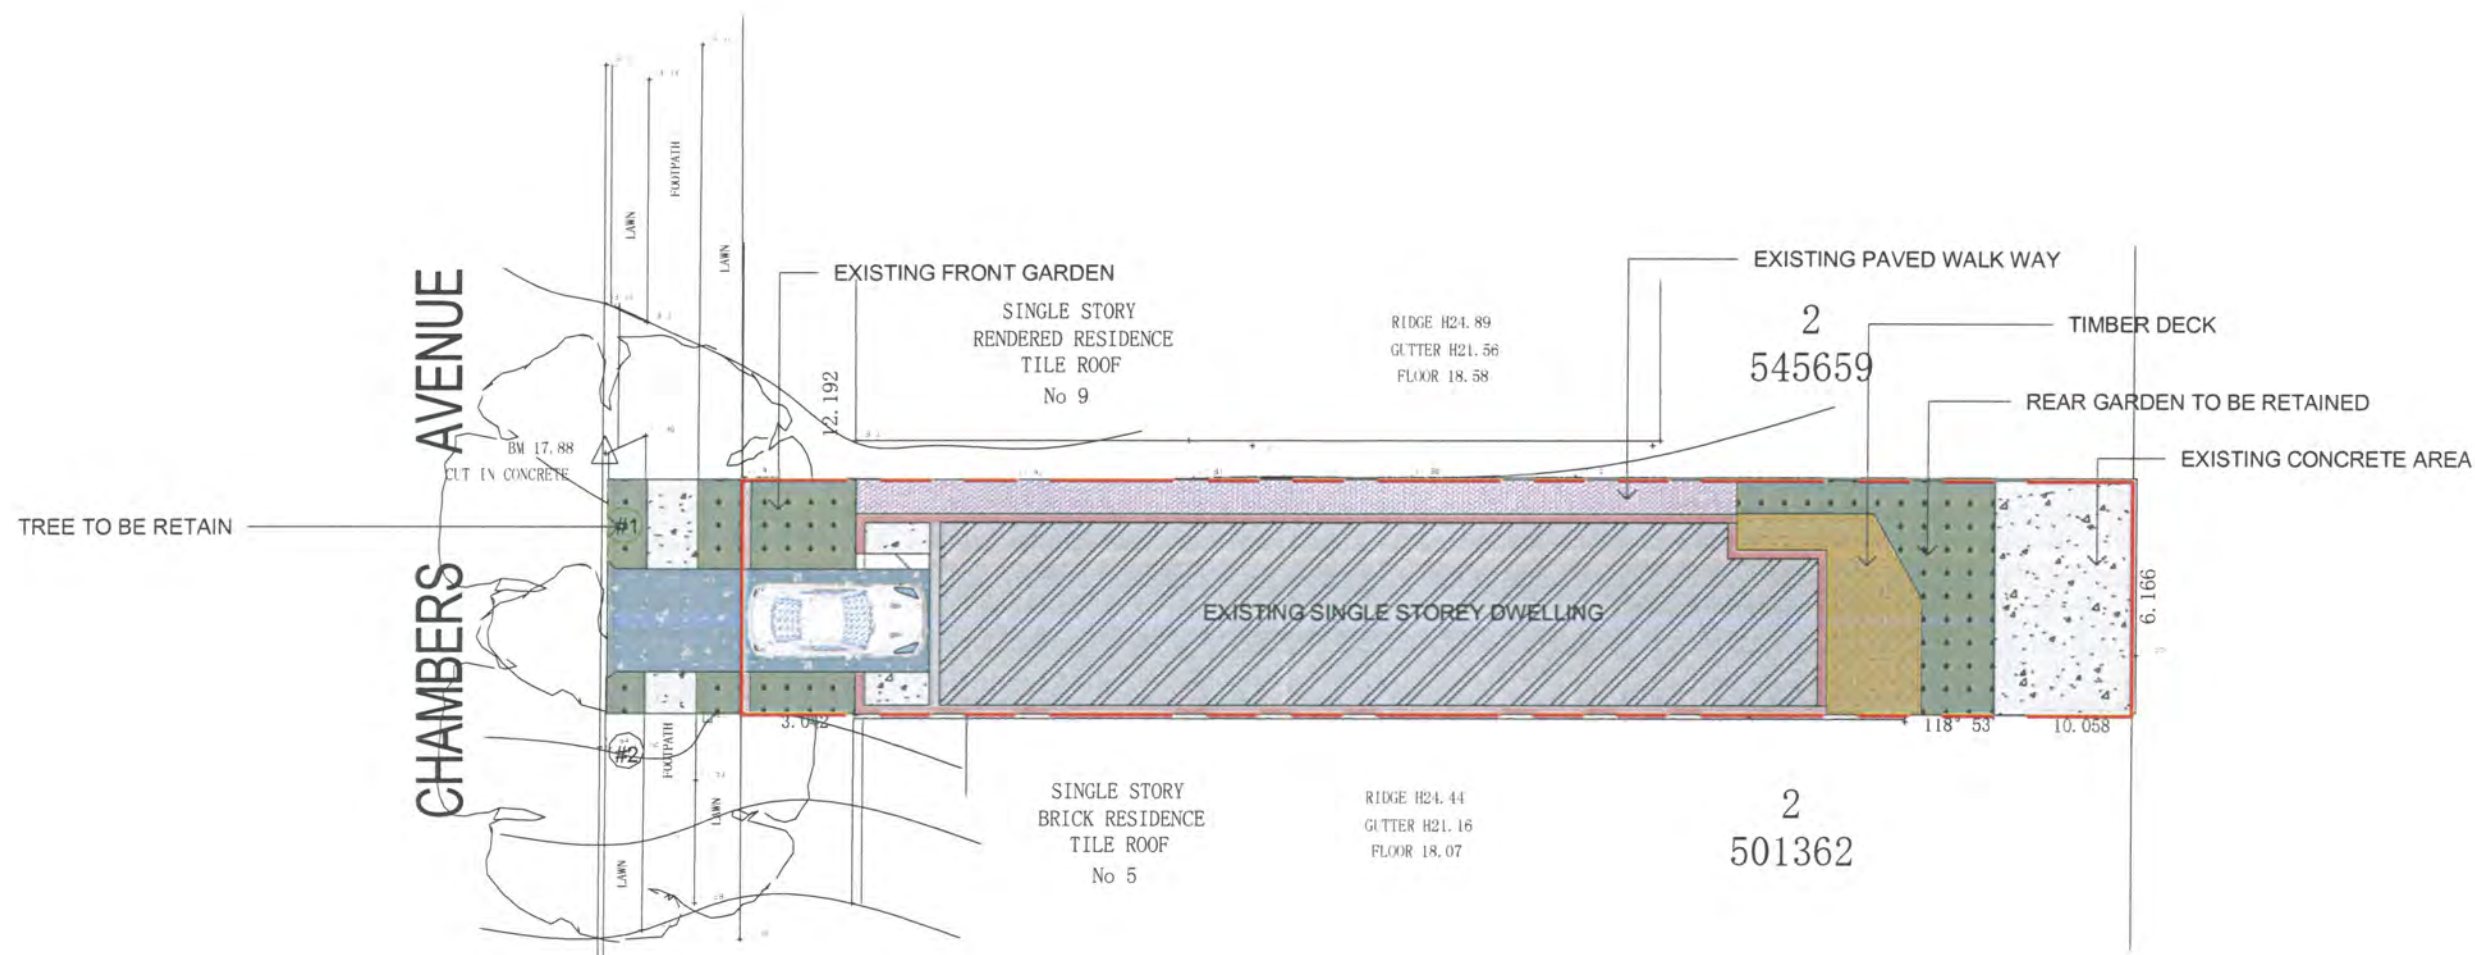 FOOTPATH
LAWN
LAWN
EXISTING FRONT GARDEN
EXISTING PAVED WALK WAY
SINGLE STORY
RENDERED RESIDENCE
TILE ROOF
No 9
RIDGE H24.89
GUTTER H21.56
FLOOR 18.58
2
545659
TIMBER DECK
12.192
REAR GARDEN TO BE RETAINED
BM 17.88
CUT IN CONCRETE
EXISTING CONCRETE AREA
TREE TO BE RETAIN
#1
CHAMBERS AVENUE
EXISTING SINGLE STOREY DWELLING
6.166
3.042
118° 53'
10.058
#2
FOOTPATH
LAWN
LAWN
SINGLE STORY
BRICK RESIDENCE
TILE ROOF
No 5
RIDGE H24.44
GUTTER H21.16
FLOOR 18.07
2
501362